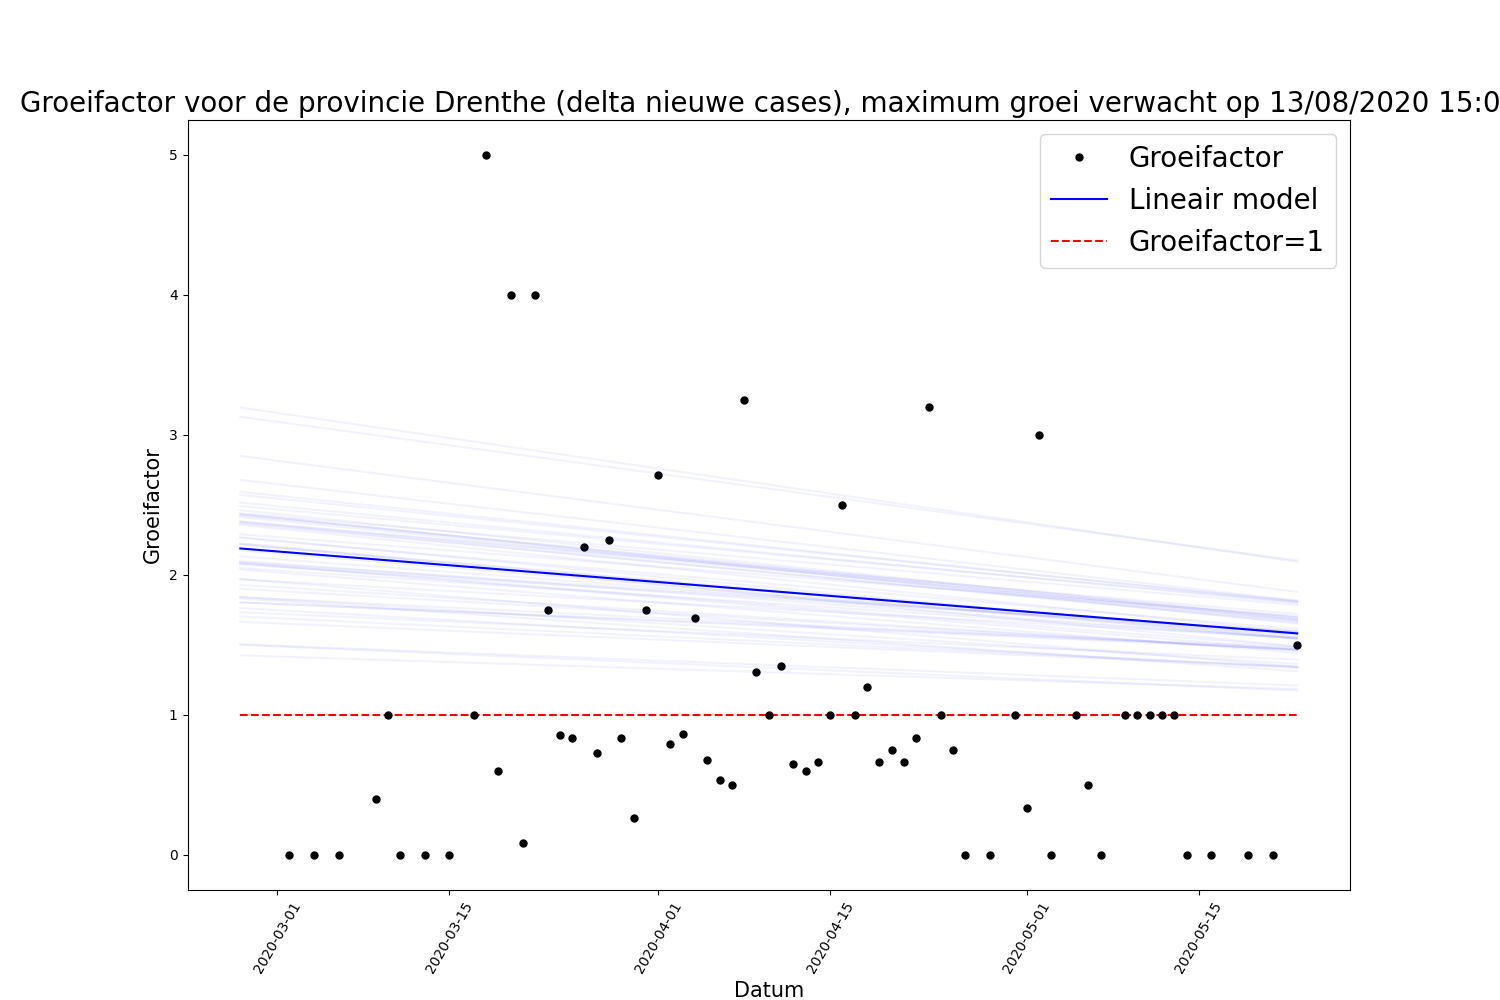 Groeifactor voor de provincie Drenthe (delta nieuwe cases), maximum groei verwacht op 13/08/2020 15:0
Groeifactor
Lineair model
Groeifactor=1
5
4
3
2
1
0
Groeifactor
2020-03-01
2020-03-15
2020-04-01
2020-04-15
2020-05-01
2020-05-15
Datum